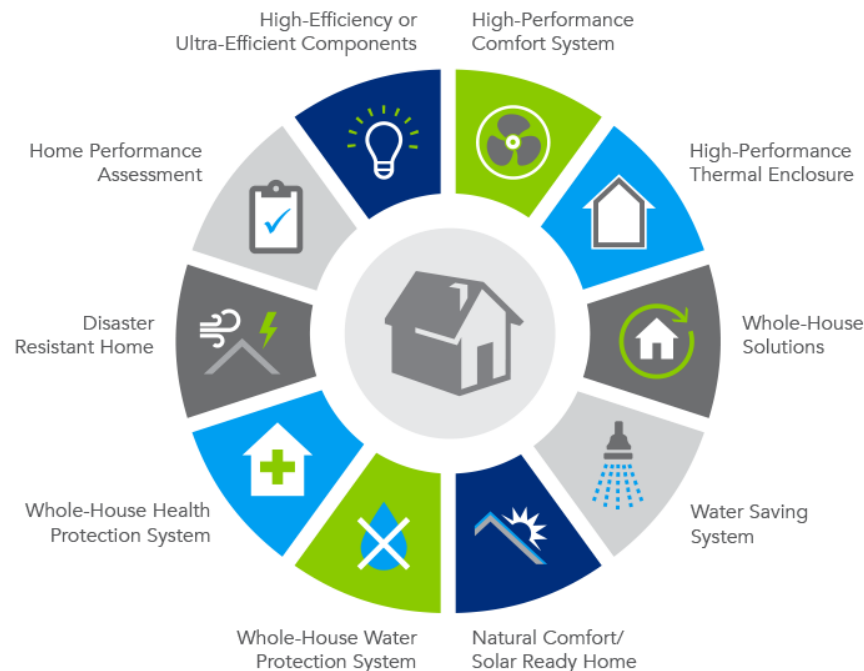 High-Efficiency or
Ultra-Efficient Components
High-Performance
Comfort System
High-Performance
Thermal Enclosure
Whole-House
Solutions
Water Saving
System
Natural Comfort/
Solar Ready Home
Whole-House Water
Protection System
Whole-House Health
Protection System
Disaster
Resistant Home
Home Performance
Assessment